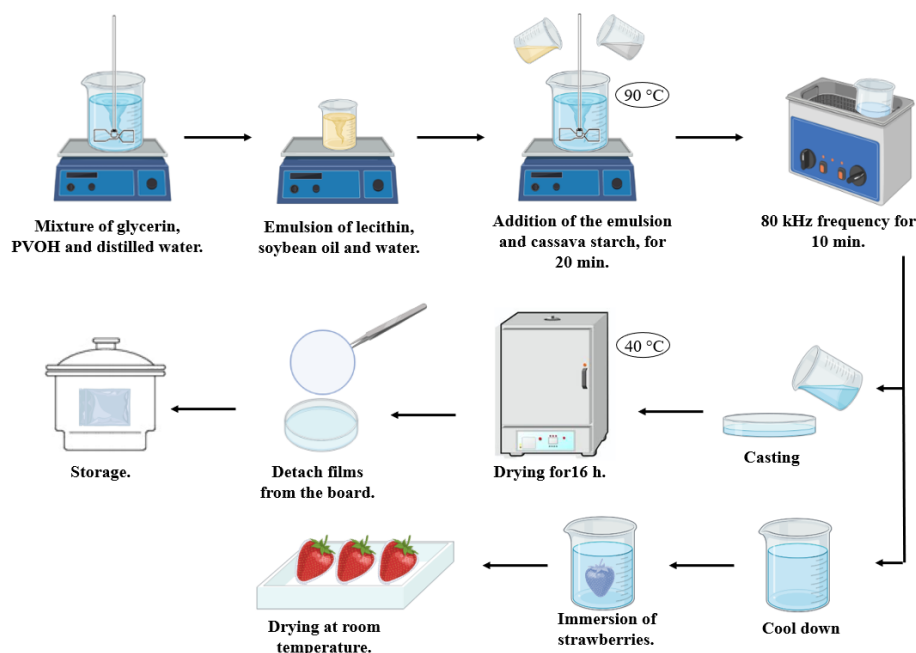 90 °C
Mixture of glycerin,
PVOH and distilled water.
Emulsion of lecithin,
soybean oil and water.
Addition of the emulsion
and cassava starch, for
20 min.
80 kHz frequency for
10 min.
40 °C
Storage.
Detach films
from the board.
Drying for16 h.
Casting
Drying at room
temperature.
Immersion of
strawberries.
Cool down